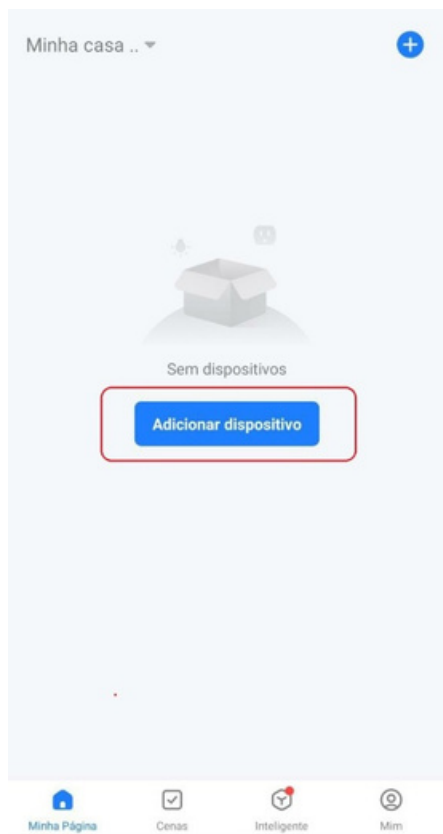 Minha casa ..
Sem dispositivos
Adicionar dispositivo
Minha Página
Cenas
Inteligente
Mim